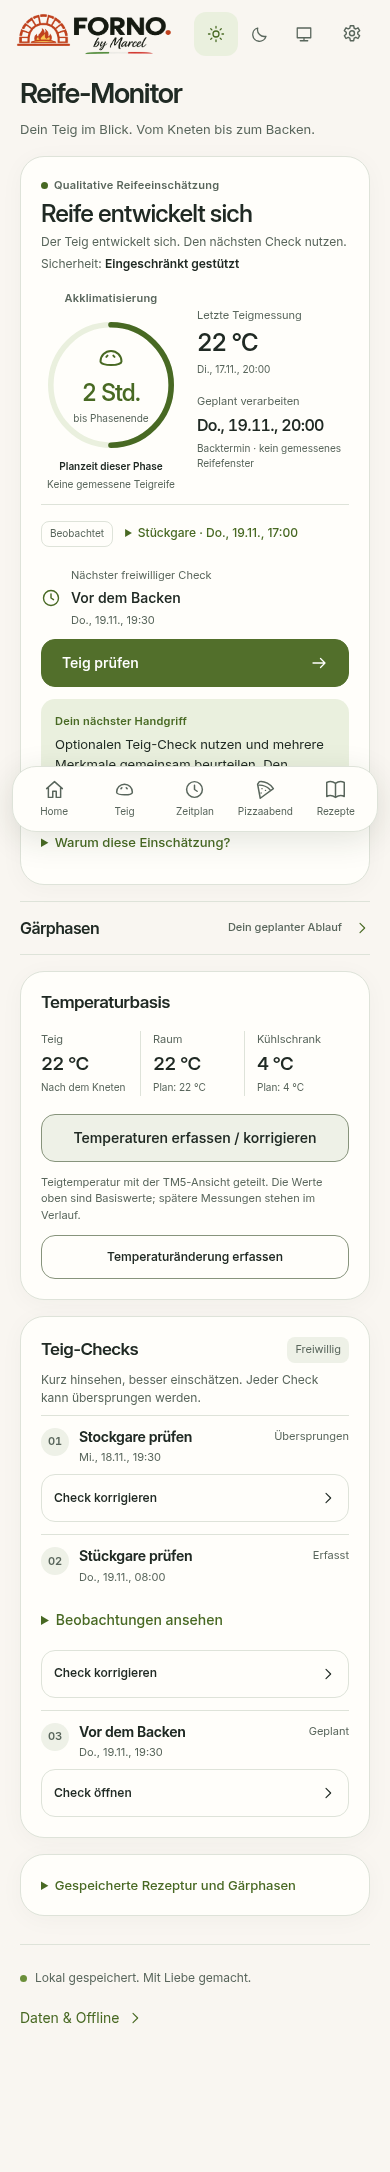 FORNO.
by Marcel
Reife-Monitor
Dein Teig im Blick. Vom Kneten bis zum Backen.
Qualitative Reifeeinschätzung
Reife entwickelt sich
Der Teig entwickelt sich. Den nächsten Check nutzen.
Sicherheit: Eingeschränkt gestützt
Akklimatisierung
2 Std.
bis Phasenende
Planzeit dieser Phase
Keine gemessene Teigreife
Letzte Teigmessung
22 °C
Di., 17.11., 20:00
Geplant verarbeiten
Do., 19.11., 20:00
Backtermin · kein gemessenes
Reifefenster
Beobachtet
Stückgare · Do., 19.11., 17:00
Nächster freiwilliger Check
Vor dem Backen
Do., 19.11., 19:30
Teig prüfen
Dein nächster Handgriff
Optionalen Teig-Check nutzen und mehrere
Merkmale gemeinsam beurteilen. Den
Home
Teig
Zeitplan
Pizzaabend
Rezepte
Warum diese Einschätzung?
Gärphasen
Dein geplanter Ablauf
Temperaturbasis
Teig
22 °C
Nach dem Kneten
Raum
22 °C
Plan: 22 °C
Kühlschrank
4 °C
Plan: 4 °C
Temperaturen erfassen / korrigieren
Teigtemperatur mit der TM5-Ansicht geteilt. Die Werte
oben sind Basiswerte; spätere Messungen stehen im
Verlauf.
Temperaturänderung erfassen
Teig-Checks
Freiwillig
Kurz hinsehen, besser einschätzen. Jeder Check
kann übersprungen werden.
01
Stockgare prüfen
Übersprungen
Mi., 18.11., 19:30
Check korrigieren
02
Stückgare prüfen
Erfasst
Do., 19.11., 08:00
Beobachtungen ansehen
Check korrigieren
03
Vor dem Backen
Geplant
Do., 19.11., 19:30
Check öffnen
Gespeicherte Rezeptur und Gärphasen
Lokal gespeichert. Mit Liebe gemacht.
Daten & Offline